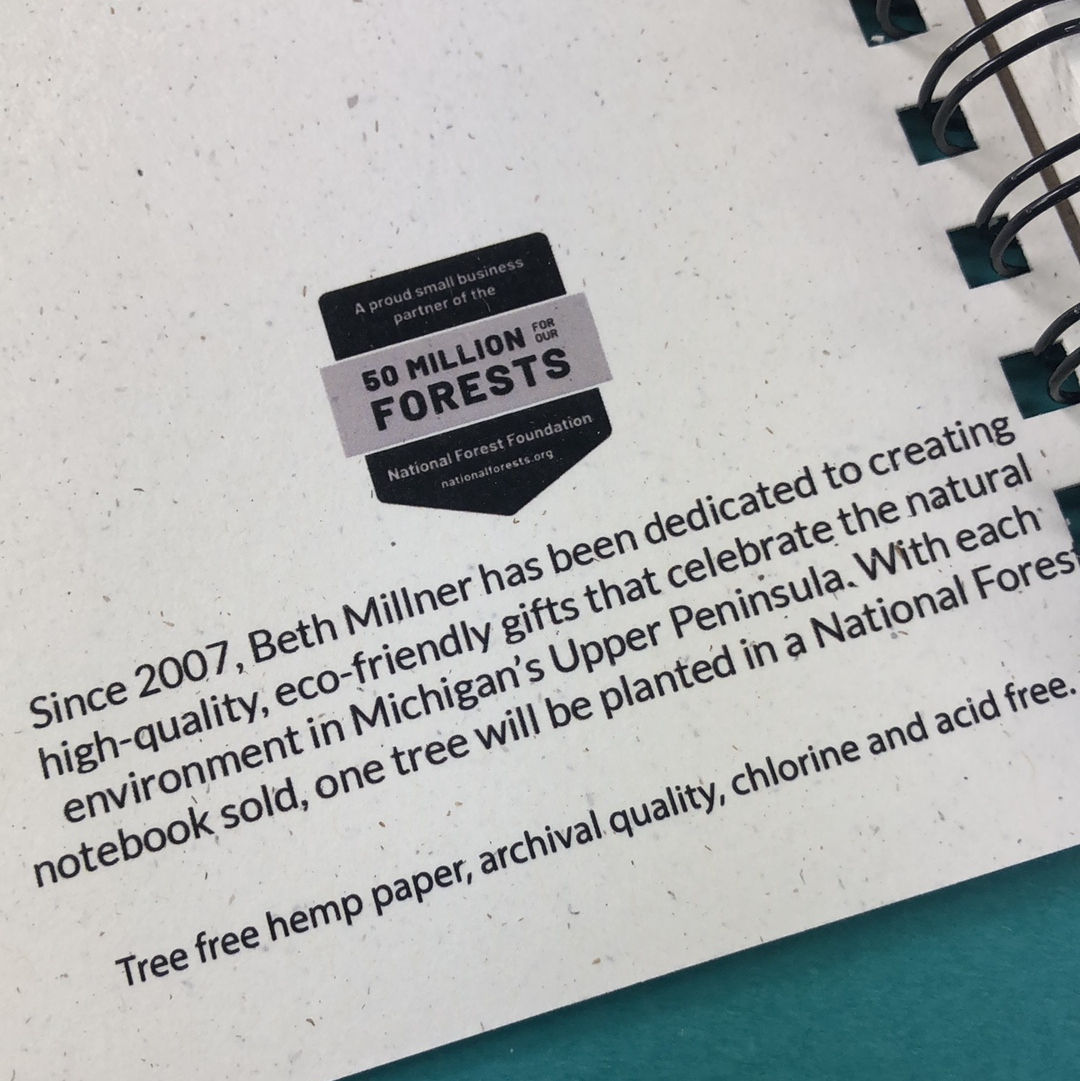 A proud small business
partner of the
50 MILLION FOR OUR
FORESTS
National Forest Foundation
nationalforests.org
Since 2007, Beth Millner has been dedicated to creating
high-quality, eco-friendly gifts that celebrate the natural
environment in Michigan's Upper Peninsula. With each
notebook sold, one tree will be planted in a National Fores
Tree free hemp paper, archival quality, chlorine and acid free.